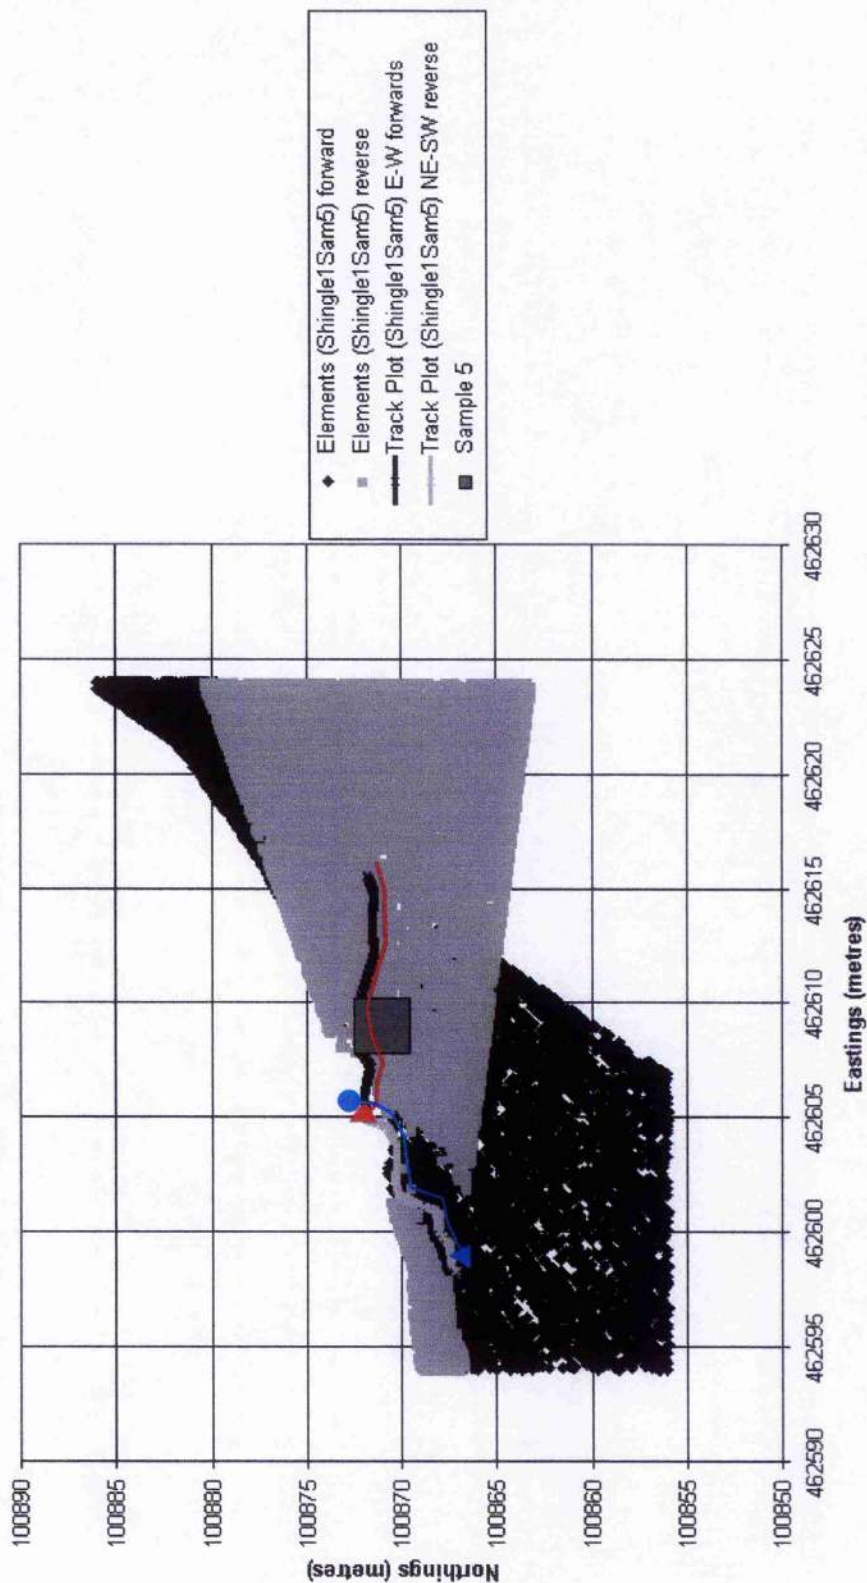 Elements (Shingle1Sam5) forward
Elements (Shingle1Sam5) reverse
Track Plot (Shingle1Sam5) E-W forwards
Track Plot (Shingle1Sam5) NE-SW reverse
Sample 5
Northings (metres)
100890
100885
100880
100875
100870
100865
100860
100855
100850
462590
462595
462600
462605
462610
462615
462620
462625
462630
Eastings (metres)